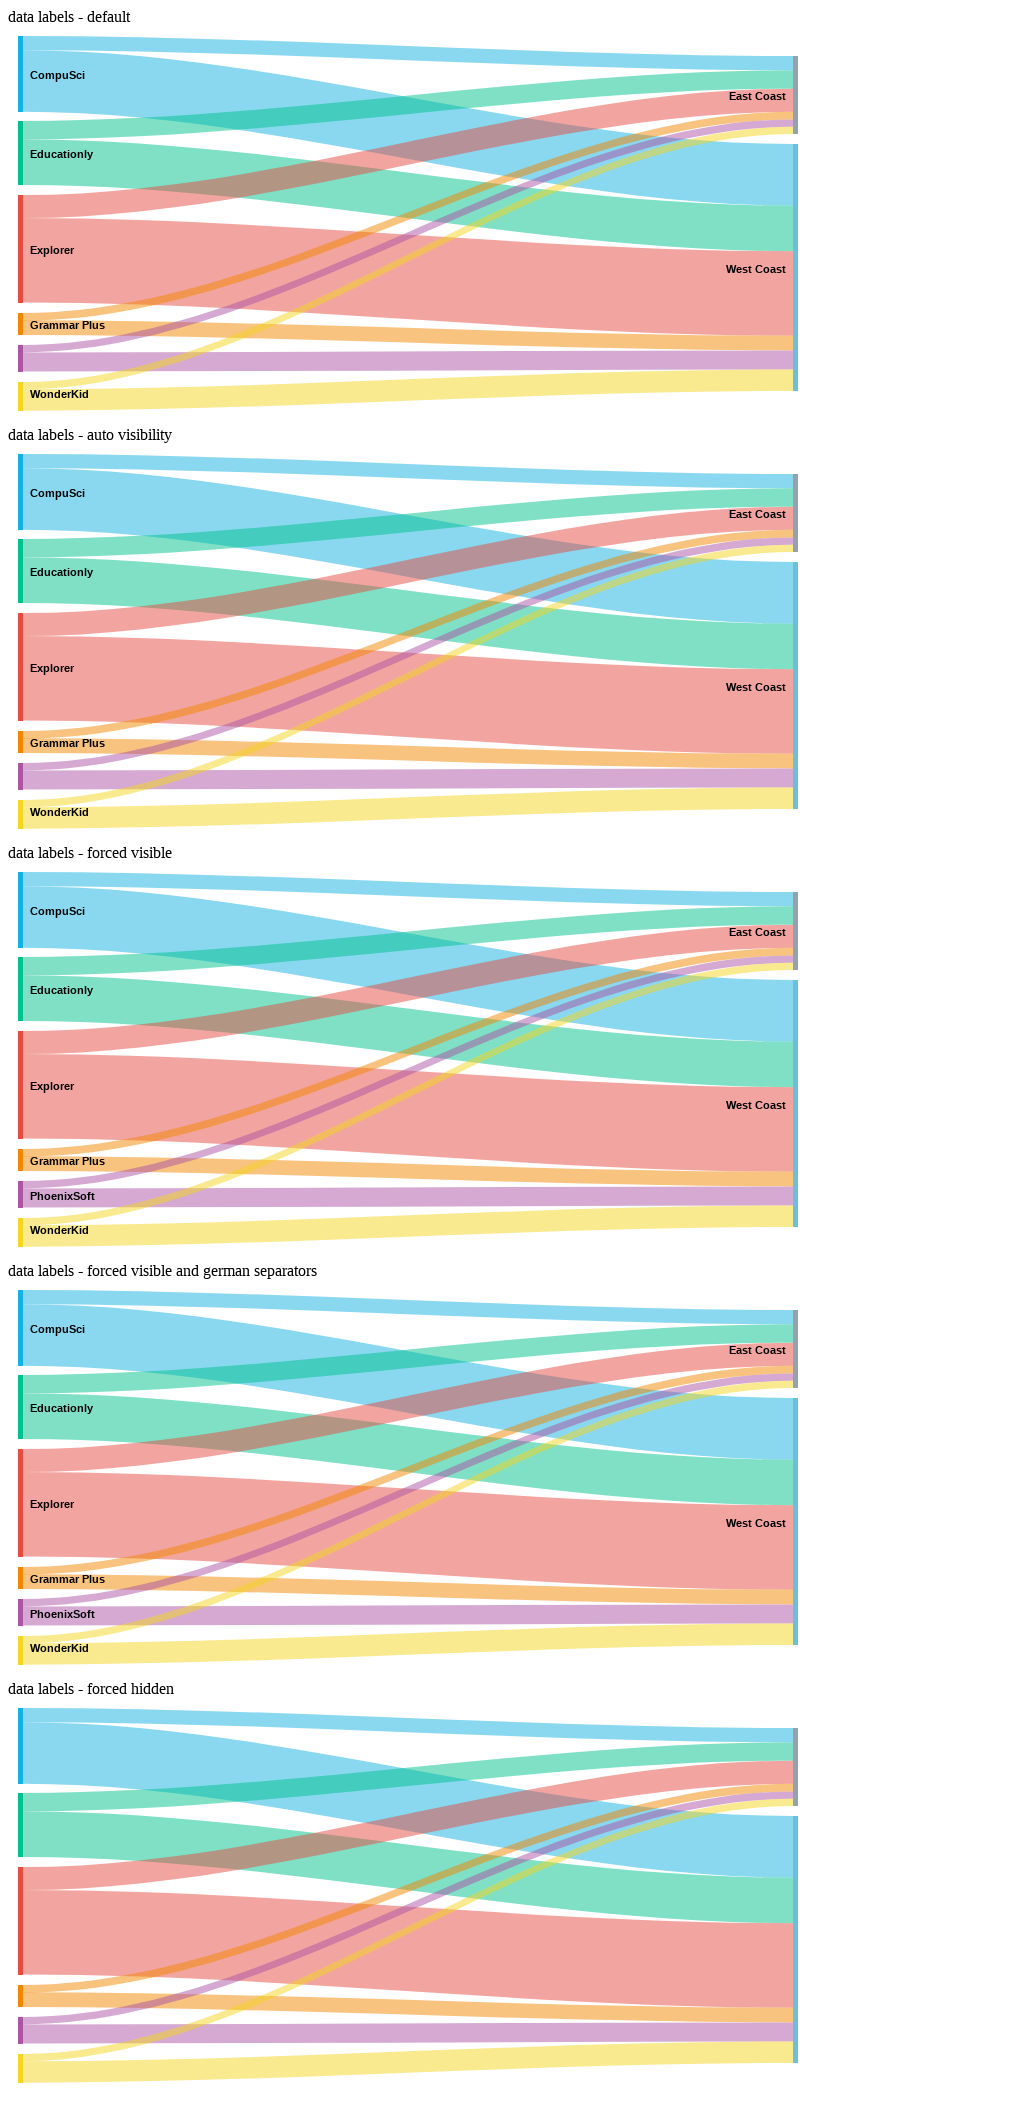 data labels - default
CompuSci
East Coast
Educationly
Explorer
West Coast
Grammar Plus
WonderKid
data labels - auto visibility
CompuSci
East Coast
Educationly
Explorer
West Coast
Grammar Plus
WonderKid
data labels - forced visible
CompuSci
East Coast
Educationly
Explorer
West Coast
Grammar Plus
PhoenixSoft
WonderKid
data labels - forced visible and german separators
CompuSci
East Coast
Educationly
Explorer
West Coast
Grammar Plus
PhoenixSoft
WonderKid
data labels - forced hidden